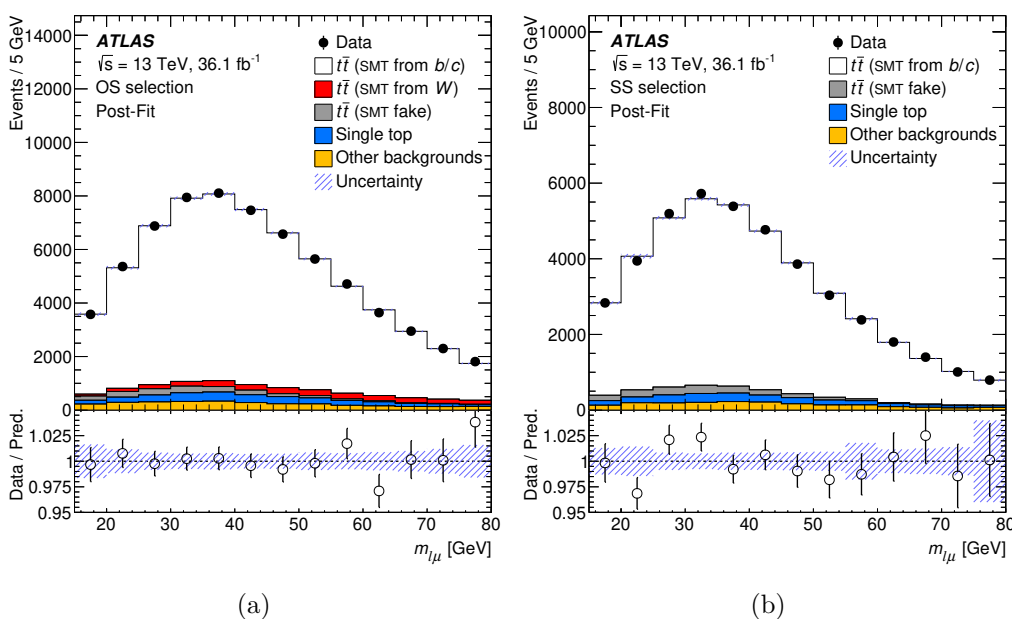 Events / 5 GeV
14000
12000
10000
8000
6000
4000
2000
0
ATLAS
√s = 13 TeV, 36.1 fb⁻¹
OS selection
Post-Fit
Data
tt̄ (SMT from b/c)
tt̄ (SMT from W)
tt̄ (SMT fake)
Single top
Other backgrounds
Uncertainty
Data / Pred.
1.025
1
0.975
0.95
20 30 40 50 60 70 80
m_{lμ} [GeV]
(a)
Events / 5 GeV
10000
8000
6000
4000
2000
0
ATLAS
√s = 13 TeV, 36.1 fb⁻¹
SS selection
Post-Fit
Data
tt̄ (SMT from b/c)
tt̄ (SMT fake)
Single top
Other backgrounds
Uncertainty
Data / Pred.
1.025
1
0.975
0.95
20 30 40 50 60 70 80
m_{lμ} [GeV]
(b)